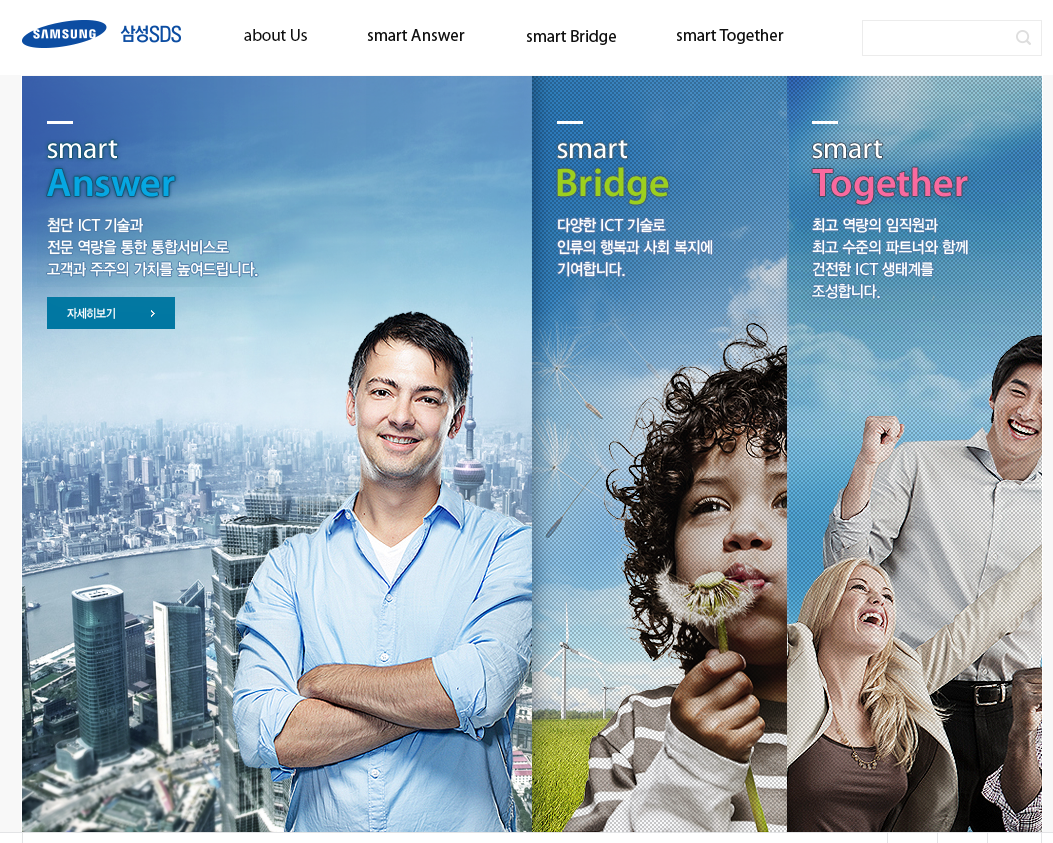 SAMSUNG 삼성SDS
about Us
smart Answer
smart Bridge
smart Together
smart
Answer
첨단 ICT 기술과
전문 역량을 통한 통합서비스로
고객과 주주의 가치를 높여드립니다.
자세히보기
smart
Bridge
다양한 ICT 기술로
인류의 행복과 사회 복지에
기여합니다.
smart
Together
최고 역량의 임직원과
최고 수준의 파트너와 함께
건전한 ICT 생태계를
조성합니다.